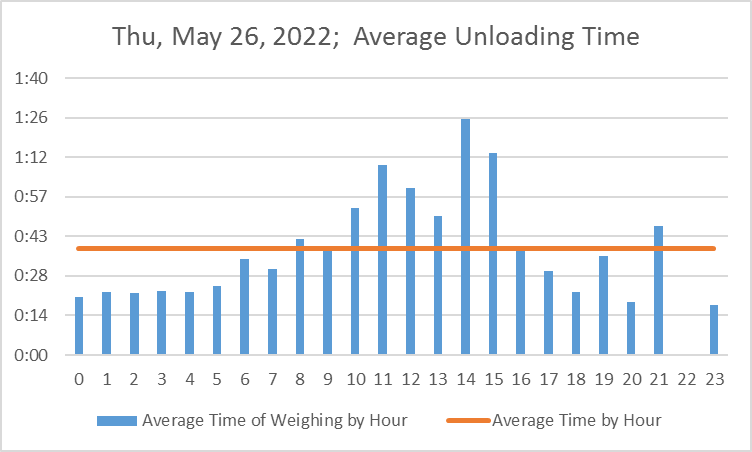 Thu, May 26, 2022;  Average Unloading Time
1:40
1:26
1:12
0:57
0:43
0:28
0:14
0:00
0 1 2 3 4 5 6 7 8 9 10 11 12 13 14 15 16 17 18 19 20 21 22 23
Average Time of Weighing by Hour Average Time by Hour